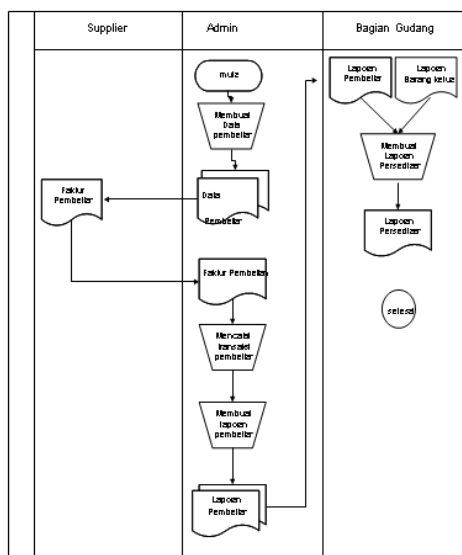 Supplier
Admin
Bagian Gudang
mulai
Membuat
Data
pembelian
Data
Pembelian
Faktur
Pembelian
Faktur Pembelian
Mencatat
transaksi
pembelian
Membuat
laporan
pembelian
Laporan
Pembelian
Laporan
Pembelian
Laporan
Barang keluar
Membuat
Laporan
Persediaan
Laporan
Persediaan
selesai